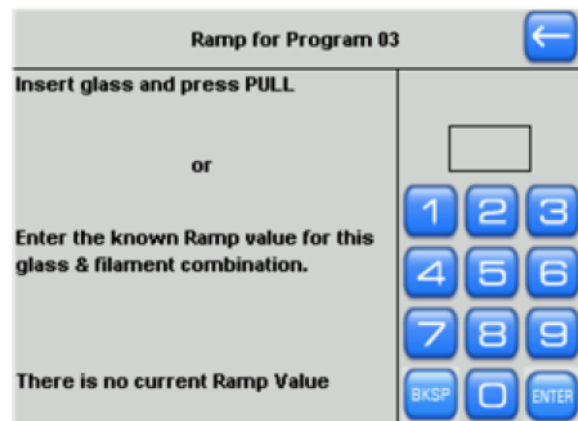 Ramp for Program 03
←
Insert glass and press PULL
or
Enter the known Ramp value for this
glass & filament combination.
There is no current Ramp Value
1 2 3
4 5 6
7 8 9
BKSP 0 ENTER